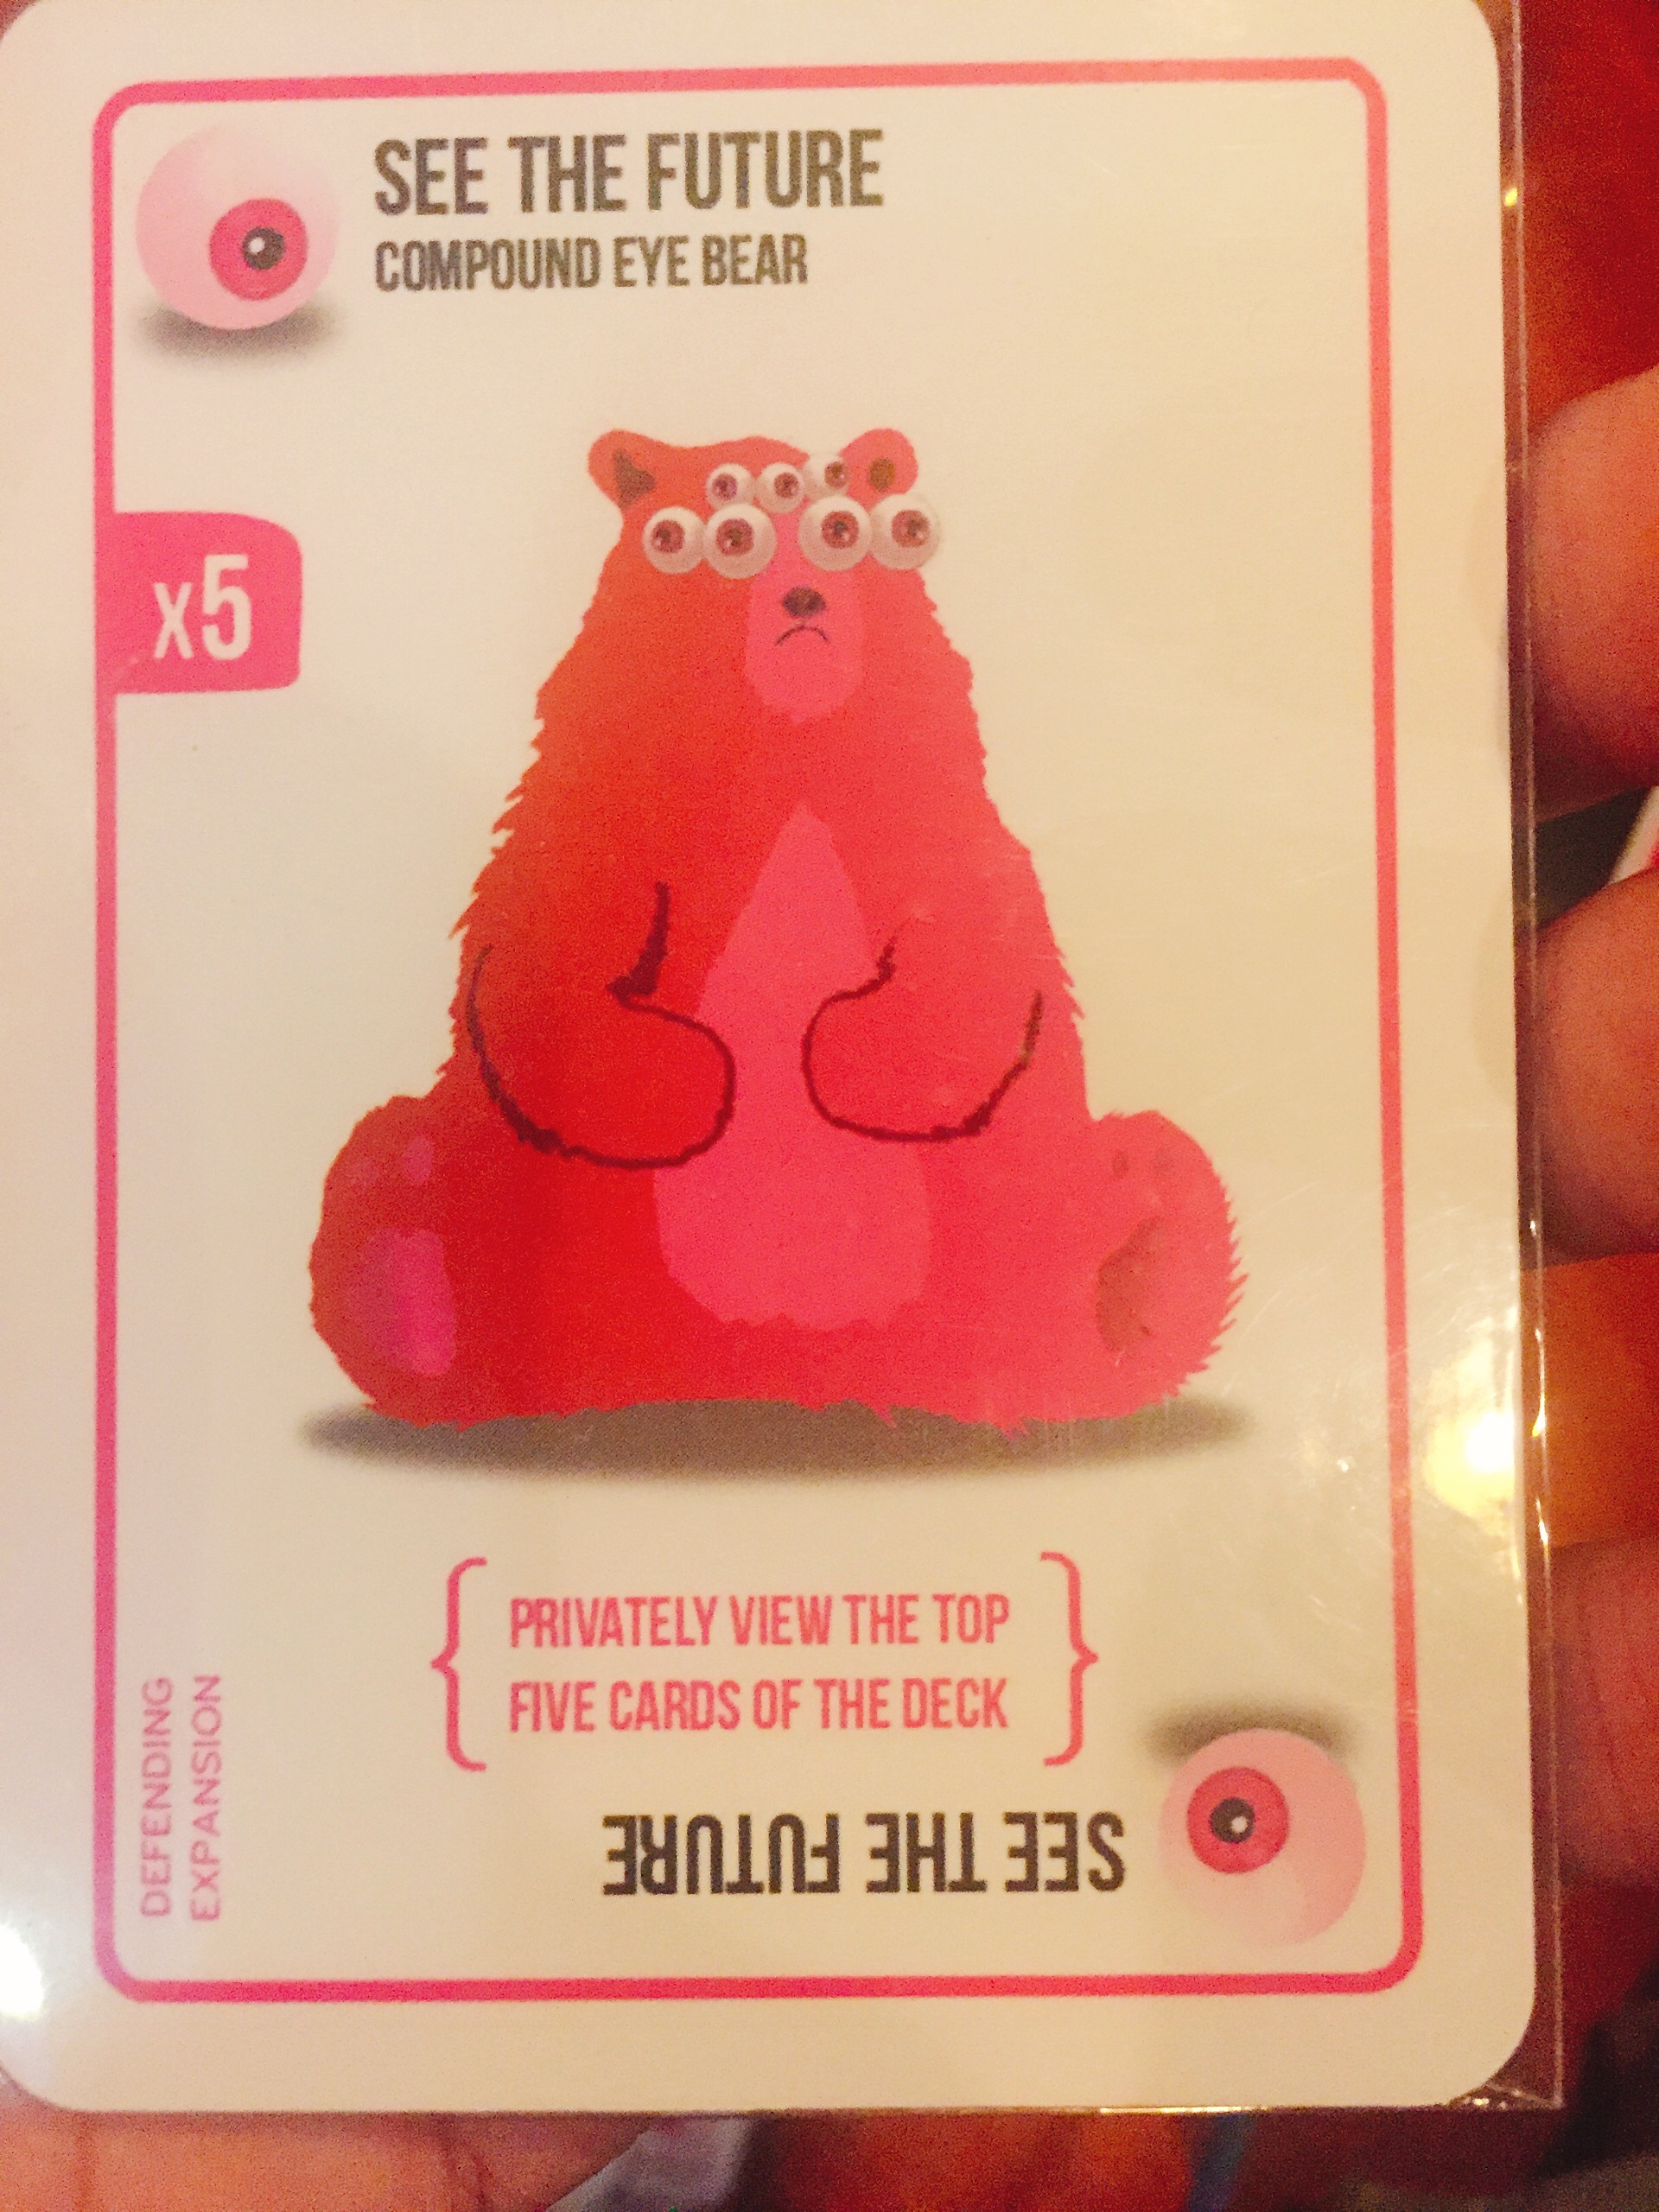 SEE THE FUTURE
COMPOUND EYE BEAR
x5
PRIVATELY VIEW THE TOP
FIVE CARDS OF THE DECK
DEFENDING
EXPANSION
SEE THE FUTURE